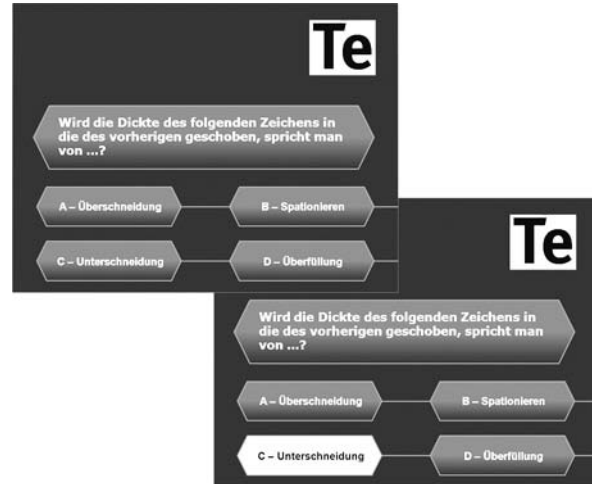 Te
Wird die Dickte des folgenden Zeichens in
die des vorherigen geschoben, spricht man
von ...?
A – Überschneidung
B – Spationieren
C – Unterschneidung
D – Überfüllung
Te
Wird die Dickte des folgenden Zeichens in
die des vorherigen geschoben, spricht man
von ...?
A – Überschneidung
B – Spationieren
C – Unterschneidung
D – Überfüllung